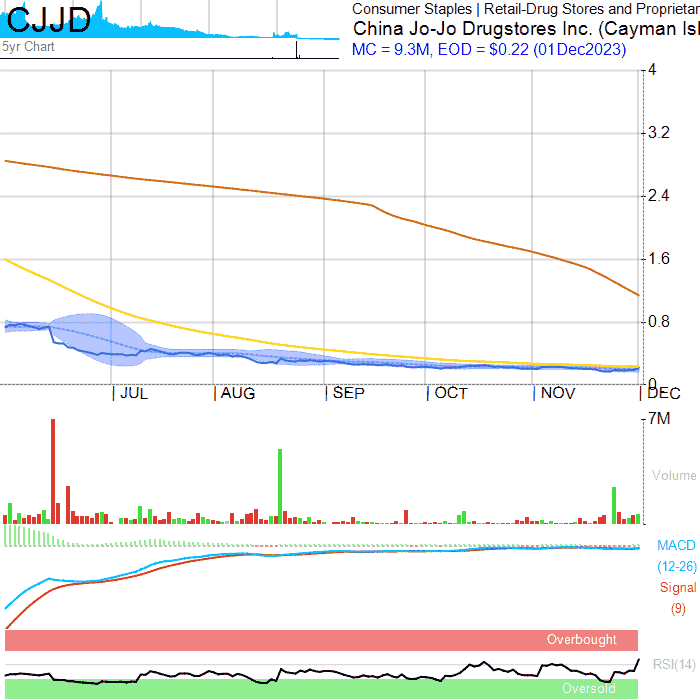 CJJD
5yr Chart
Consumer Staples | Retail-Drug Stores and Proprietar
China Jo-Jo Drugstores Inc. (Cayman Isl
MC = 9.3M, EOD = $0.22 (01Dec2023)
4
3.2
2.4
1.6
0.8
0
JUL
AUG
SEP
OCT
NOV
DEC
7M
Volume
MACD
(12-26)
Signal
(9)
Overbought
RSI(14)
Oversold